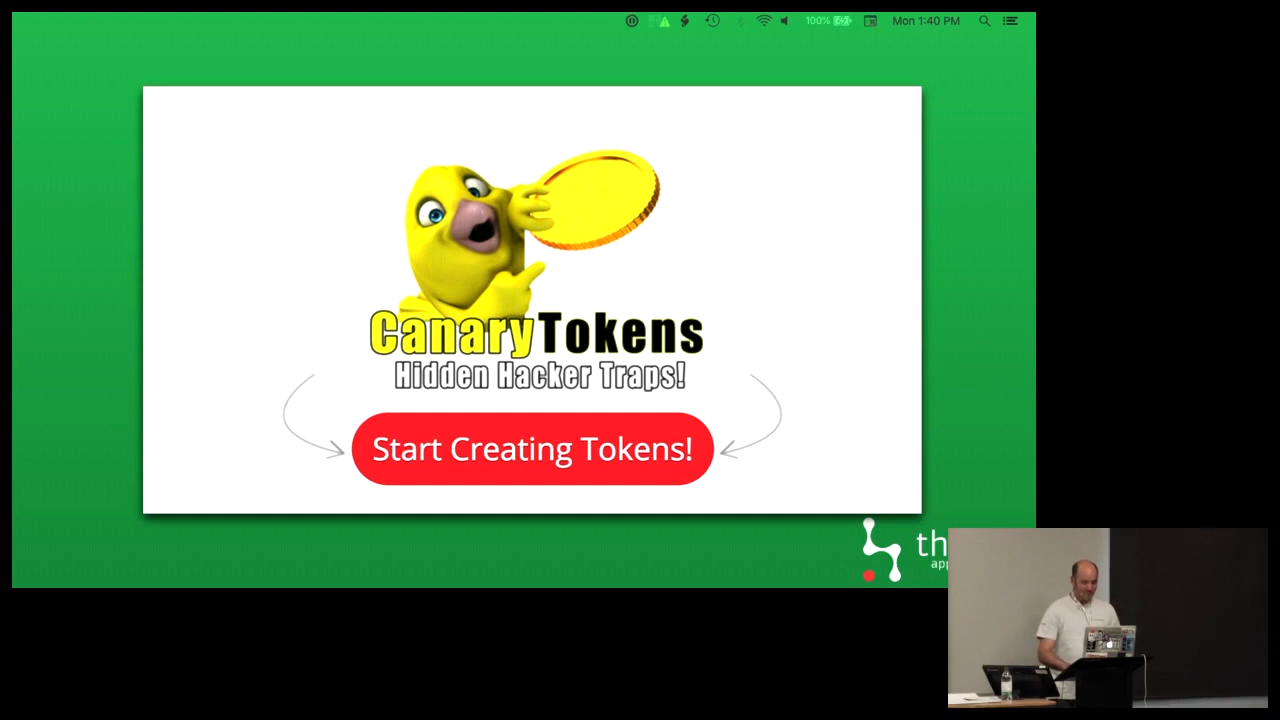 100%
Mon 1:40 PM
CanaryTokens
Hidden Hacker Traps!
Start Creating Tokens!
th
app